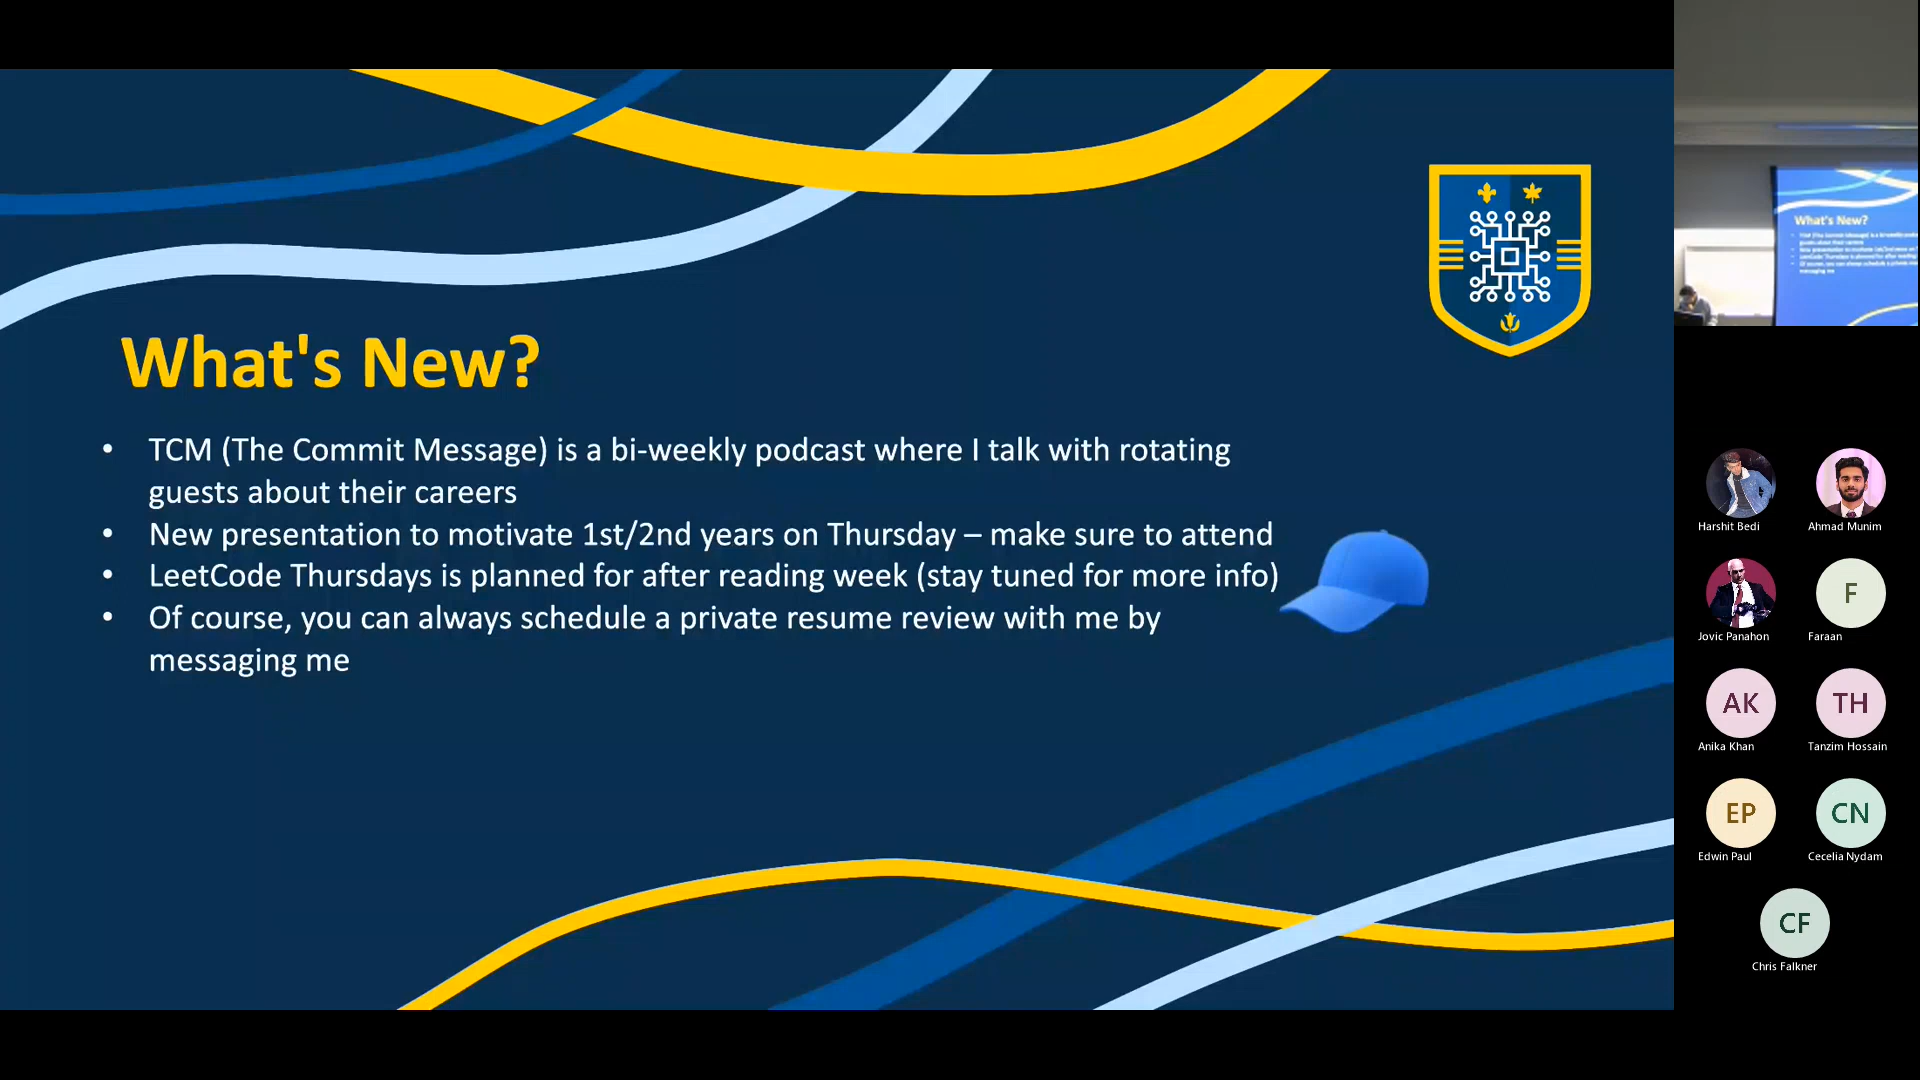 What's New?
• TCM (The Commit Message) is a bi-weekly podcast where I talk with rotating
guests about their careers
• New presentation to motivate 1st/2nd years on Thursday – make sure to attend
• LeetCode Thursdays is planned for after reading week (stay tuned for more info)
• Of course, you can always schedule a private resume review with me by
messaging me
What's New?
Harshit Bedi
Ahmad Munim
Jovic Panahon
F
Faraan
AK
Anika Khan
TH
Tanzim Hossain
EP
Edwin Paul
CN
Cecelia Nydam
CF
Chris Falkner